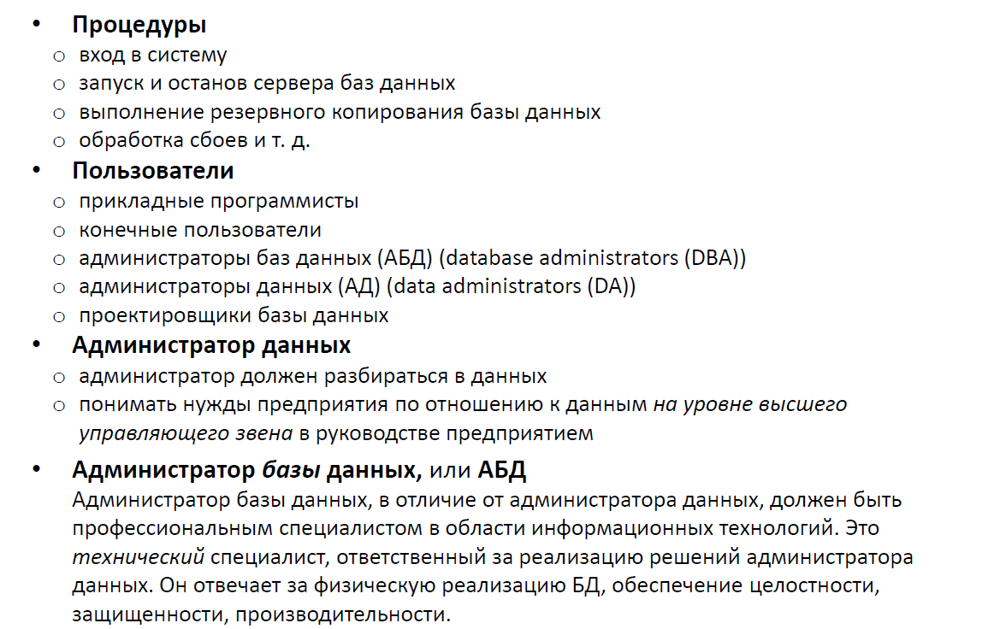 • Процедуры
o вход в систему
o запуск и останов сервера баз данных
o выполнение резервного копирования базы данных
o обработка сбоев и т. д.
• Пользователи
o прикладные программисты
o конечные пользователи
o администраторы баз данных (АБД) (database administrators (DBA))
o администраторы данных (АД) (data administrators (DA))
o проектировщики базы данных
• Администратор данных
o администратор должен разбираться в данных
o понимать нужды предприятия по отношению к данным на уровне высшего
управляющего звена в руководстве предприятием
• Администратор базы данных, или АБД
Администратор базы данных, в отличие от администратора данных, должен быть
профессиональным специалистом в области информационных технологий. Это
технический специалист, ответственный за реализацию решений администратора
данных. Он отвечает за физическую реализацию БД, обеспечение целостности,
защищенности, производительности.